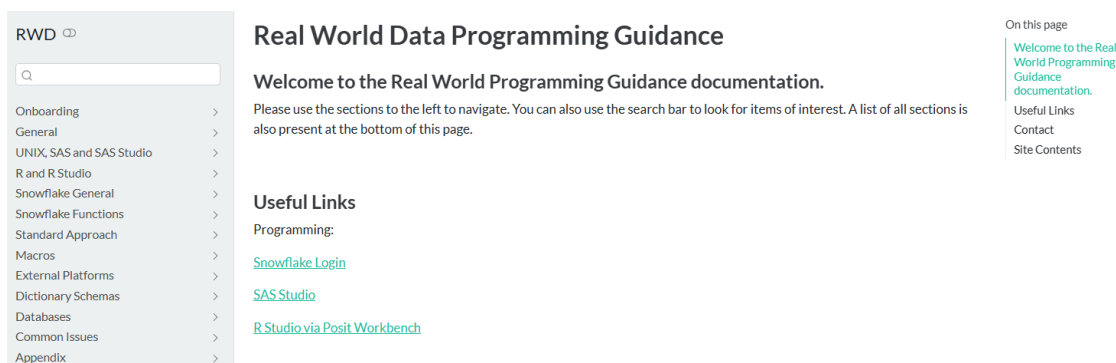 RWD
Onboarding
General
UNIX, SAS and SAS Studio
R and R Studio
Snowflake General
Snowflake Functions
Standard Approach
Macros
External Platforms
Dictionary Schemas
Databases
Common Issues
Appendix
Real World Data Programming Guidance
Welcome to the Real World Programming Guidance documentation.
Please use the sections to the left to navigate. You can also use the search bar to look for items of interest. A list of all sections is
also present at the bottom of this page.
Useful Links
Programming:
Snowflake Login
SAS Studio
R Studio via Posit Workbench
On this page
Welcome to the Real
World Programming
Guidance
documentation.
Useful Links
Contact
Site Contents